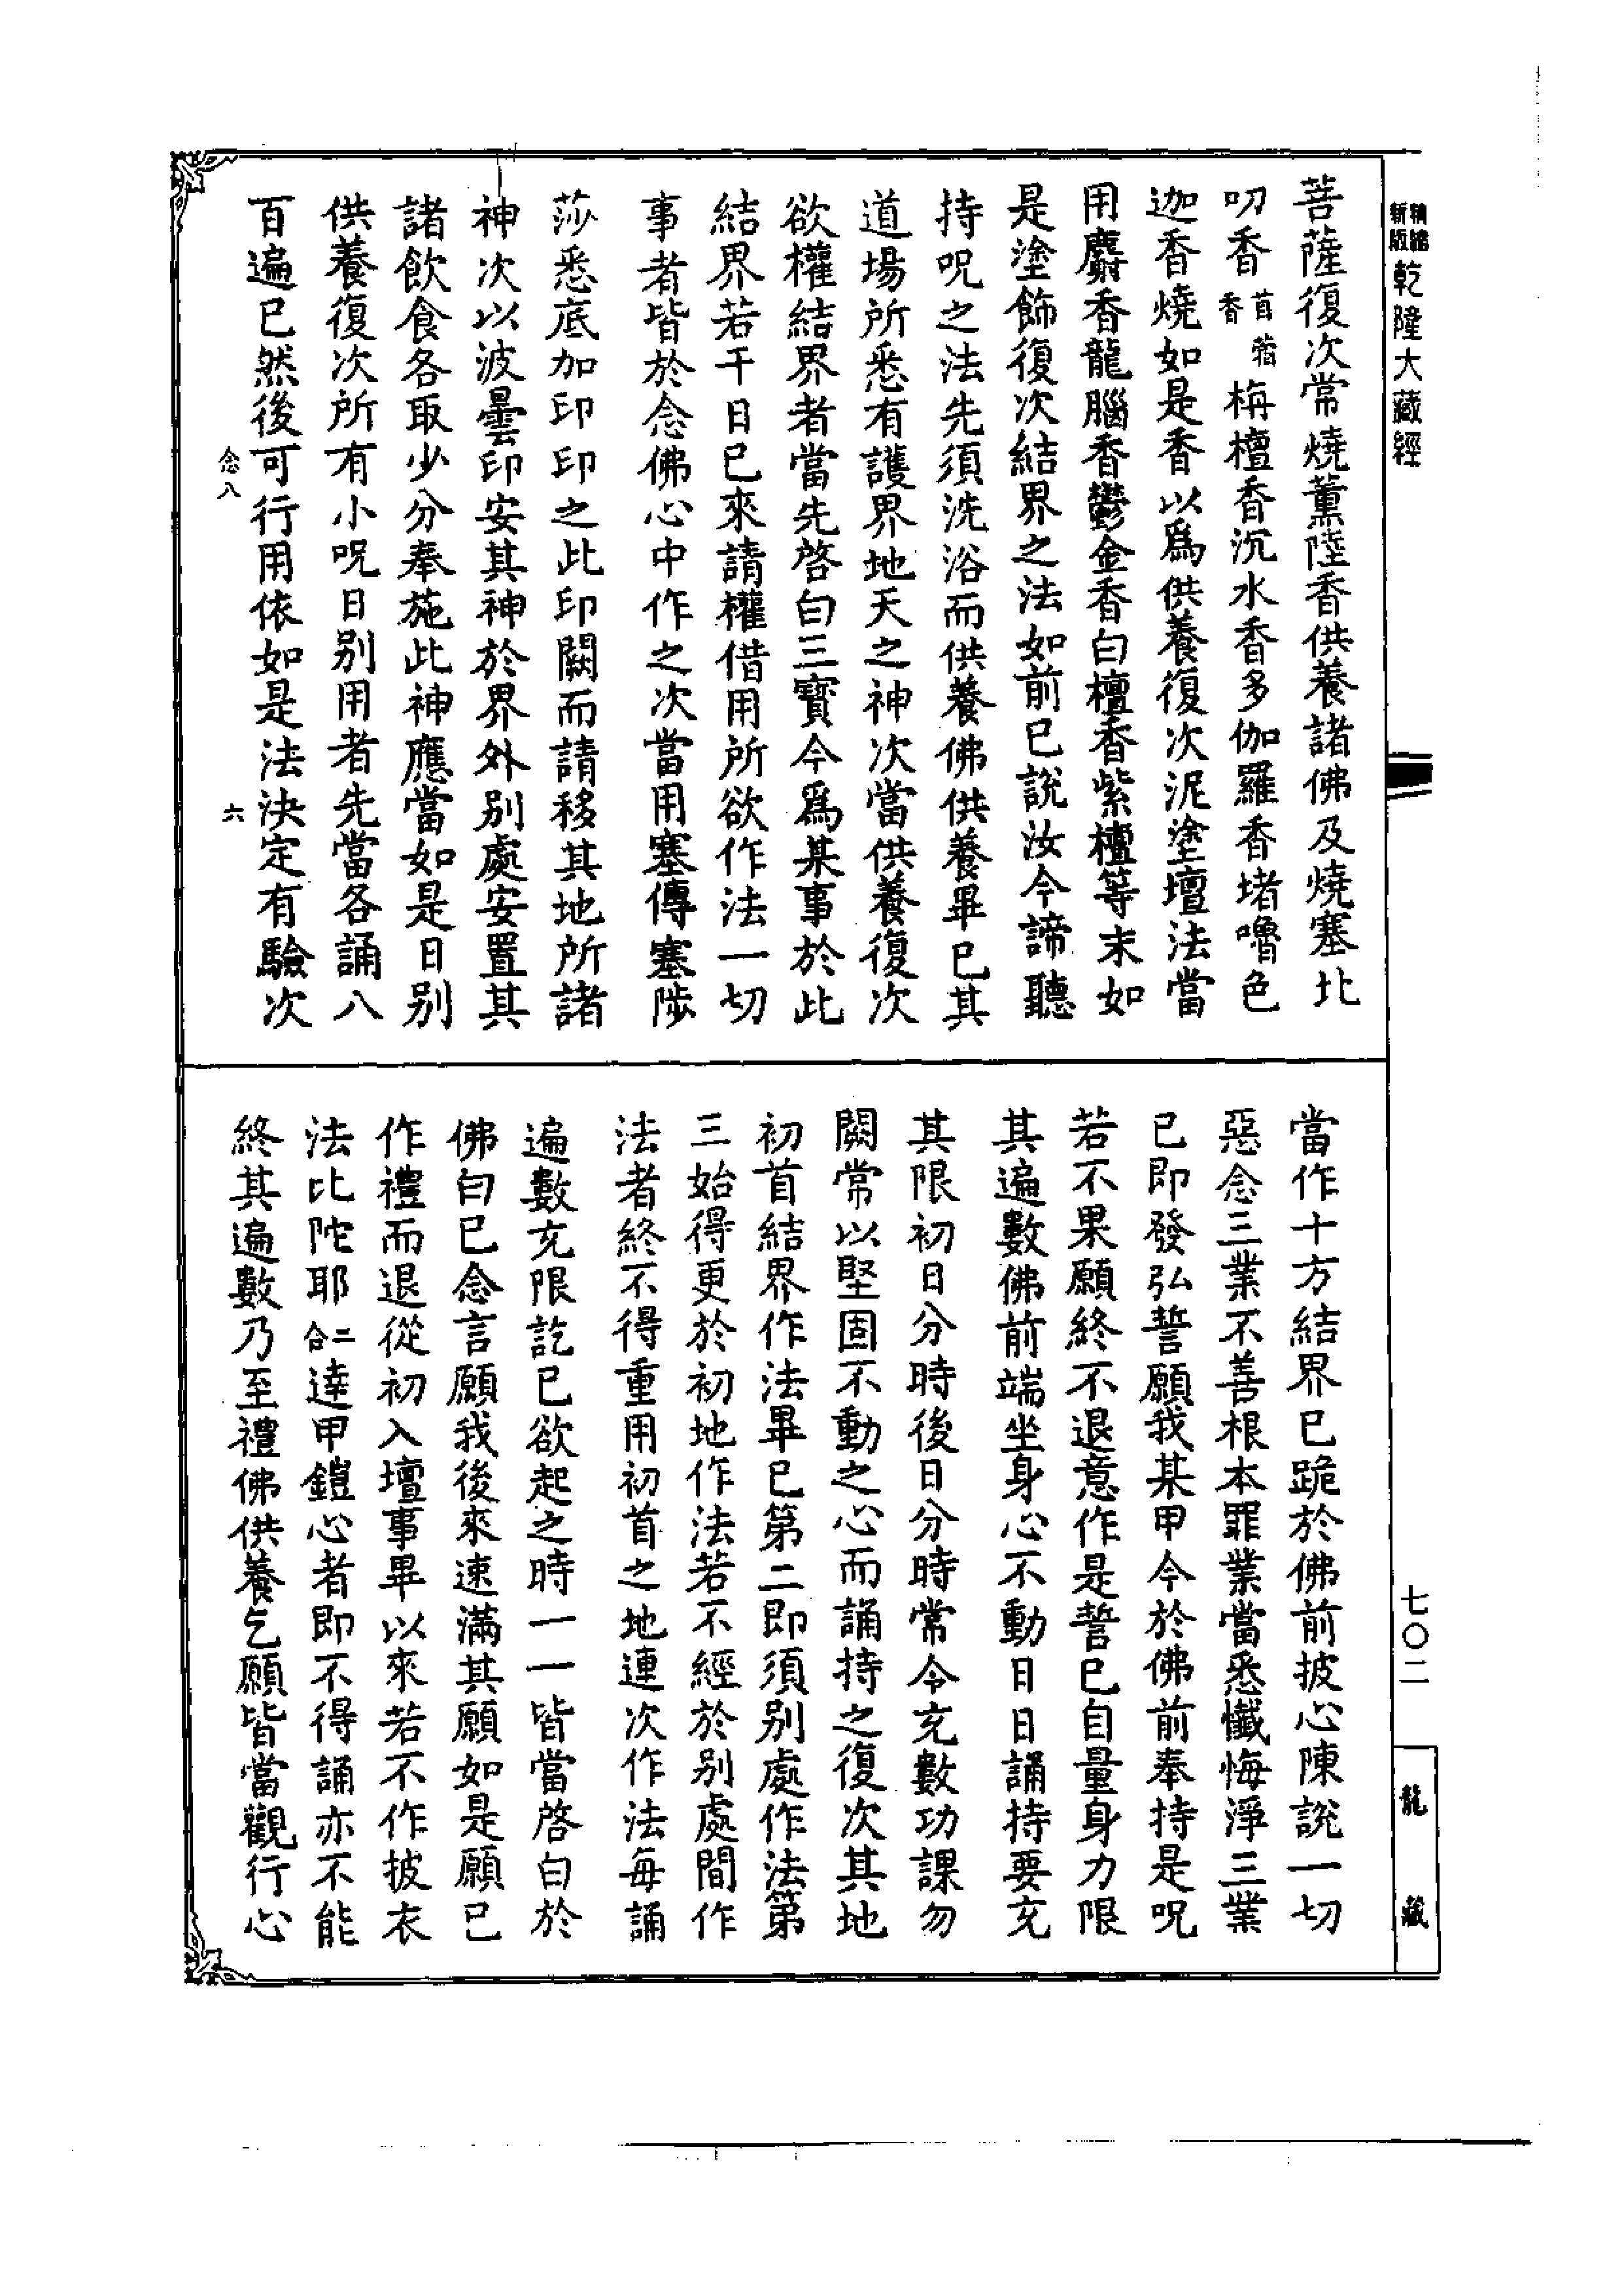 精縮新版乾隆大藏經
七〇二
龍藏
菩薩復次常燒薰陸香供養諸佛及燒塞北
叨香苜蓿香栴檀香沉水香多伽羅香堵嚕色
迦香燒如是香以爲供養復次泥塗壇法當
用麝香龍腦香鬱金香白檀香紫檀等末如
是塗飾復次結界之法如前已說汝今諦聽
持呪之法先須洗浴而供養佛供養畢已其
道場所悉有護界地天之神次當供養復次
欲權結界者當先啓白三寳今爲某事於此
結界若干日已來請權借用所欲作法一切
事者皆於念佛心中作之次當用塞傳塞陟
莎悉底加印印之此印闕而請移其地所諸
神次以波曇印安其神於界外别處安置其
諸飲食各取少分奉施此神應當如是日别
供養復次所有小呪日别用者先當各誦八
百遍已然後可行用依如是法決定有驗次
念八 六
當作十方結界已跪於佛前披心陳說一切
惡念三業不善根本罪業當悉懺悔淨三業
已即發弘誓願我某甲今於佛前奉持是呪
若不果願終不退意作是誓已自量身力限
其遍數佛前端坐身心不動日日誦持要充
其限初日分時後日分時常令充數功課勿
闕常以堅固不動之心而誦持之復次其地
初首結界作法畢已第二即須别處作法第
三始得更於初地作法若不經於别處間作
法者終不得重用初首之地連次作法每誦
遍數充限訖已欲起之時一一皆當啓白於
佛白已念言願我後來速滿其願如是願已
作禮而退從初入壇事畢以來若不作披衣
法比陀耶二合達甲鎧心者即不得誦亦不能
終其遍數乃至禮佛供養乞願皆當觀行心